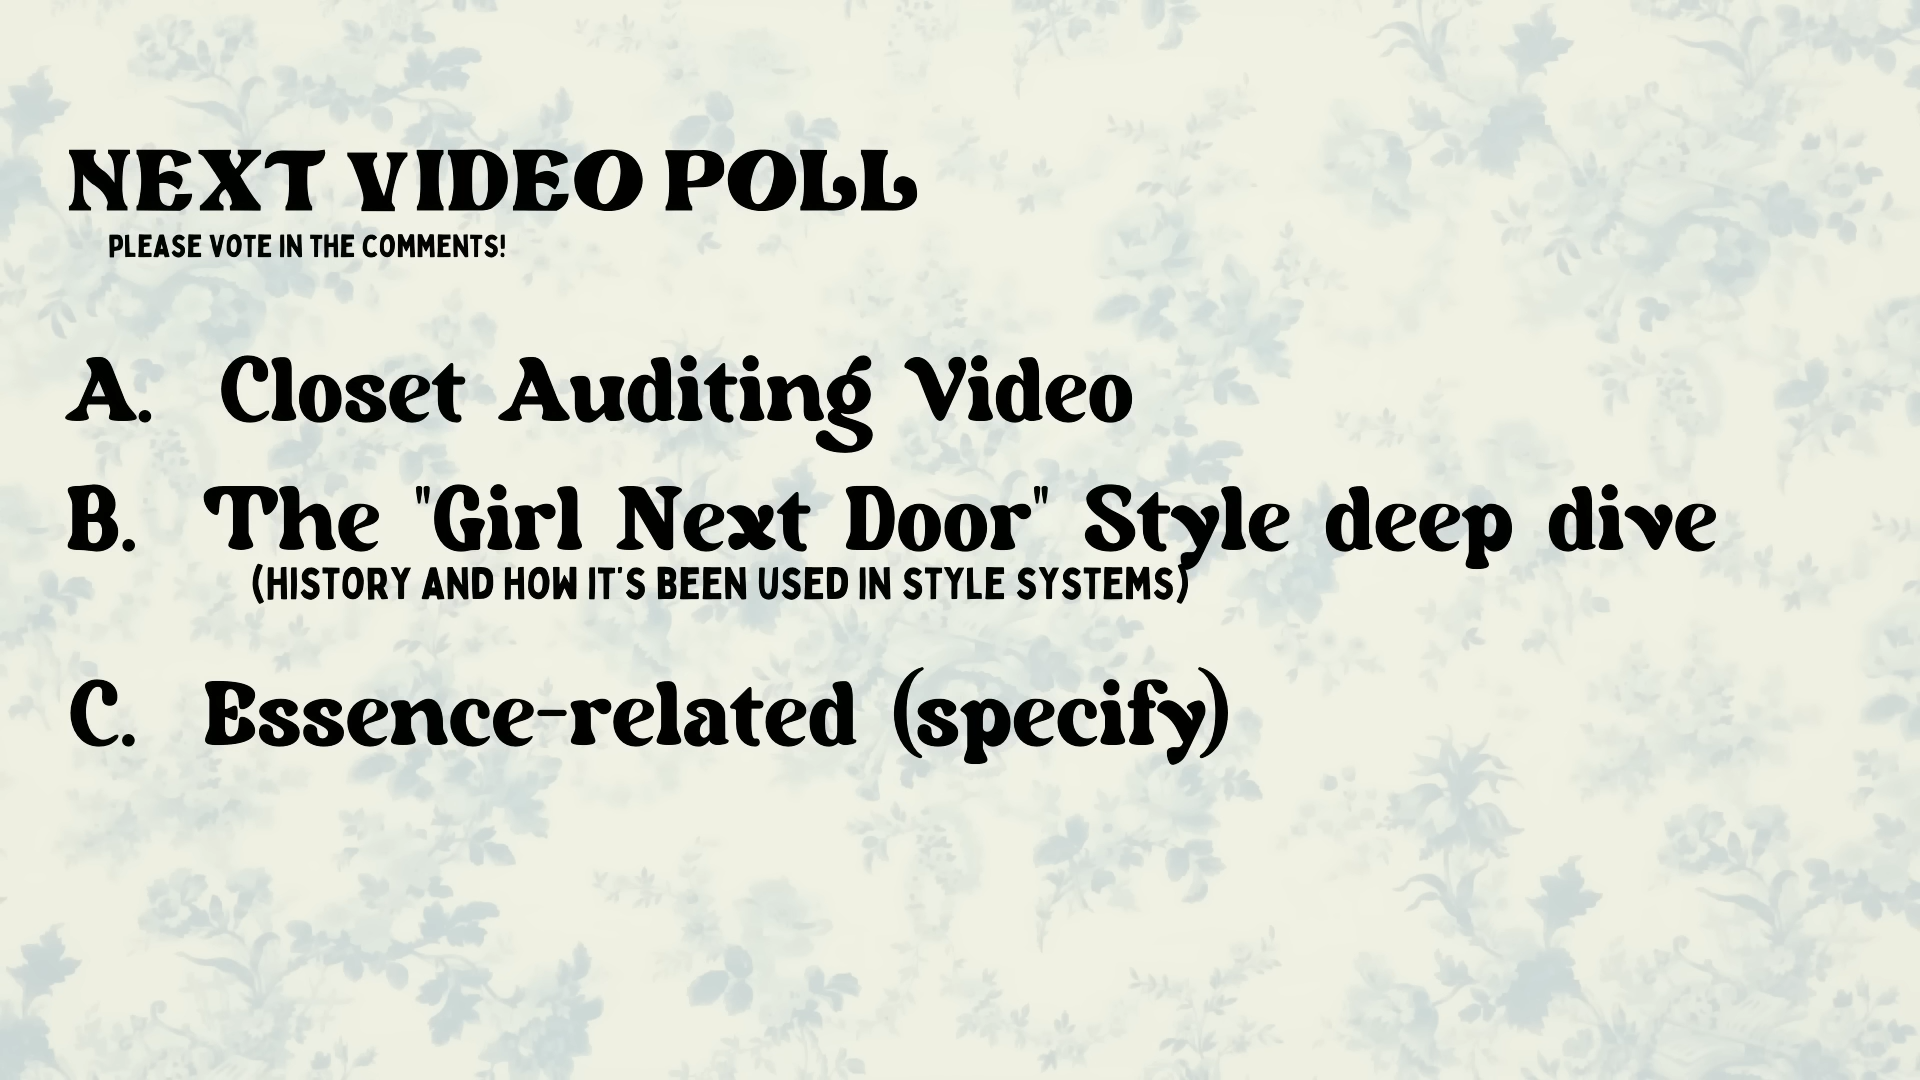 NEXT VIDEO POLL
PLEASE VOTE IN THE COMMENTS!
A. Closet Auditing Video
B. The "Girl Next Door" Style deep dive
(HISTORY AND HOW IT'S BEEN USED IN STYLE SYSTEMS)
C. Essence-related (specify)